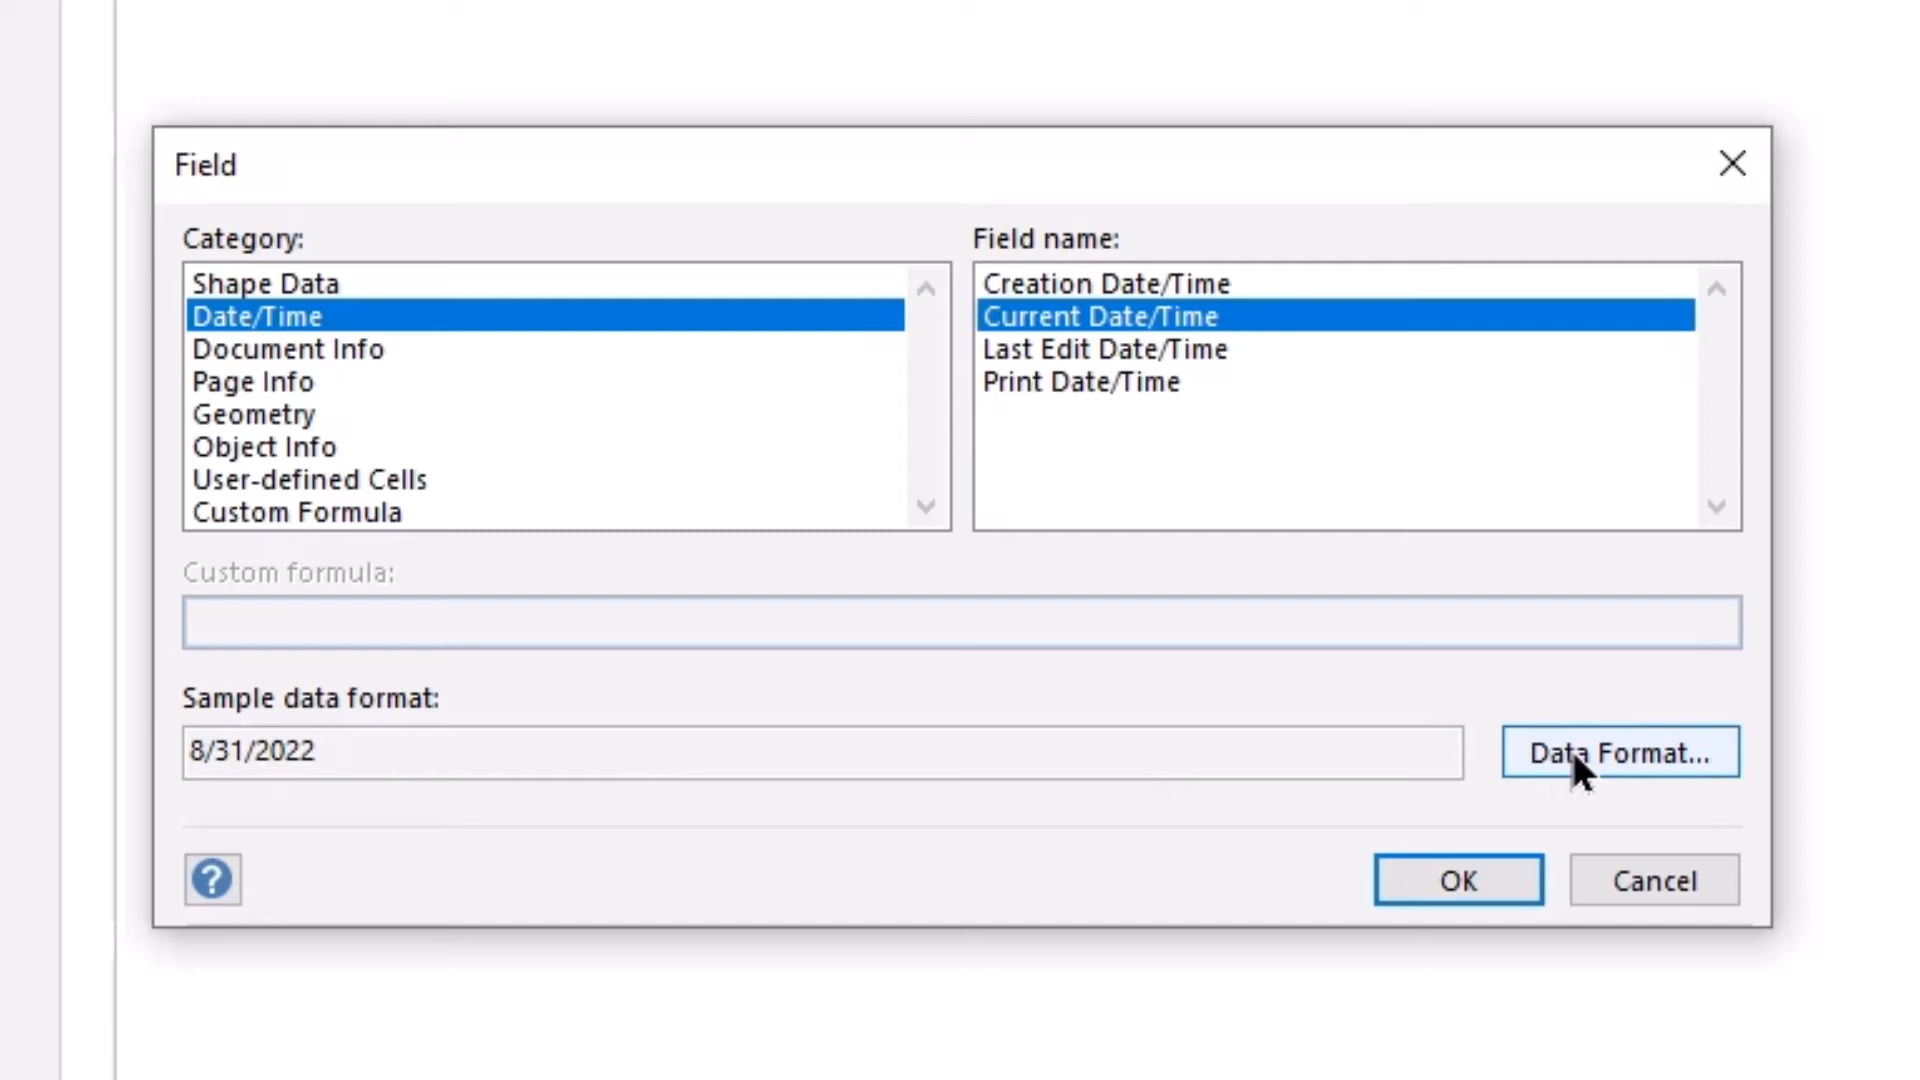 Field
Category:
Shape Data
Date/Time
Document Info
Page Info
Geometry
Object Info
User-defined Cells
Custom Formula
Field name:
Creation Date/Time
Current Date/Time
Last Edit Date/Time
Print Date/Time
Custom formula:
Sample data format:
8/31/2022
Data Format...
?
OK
Cancel